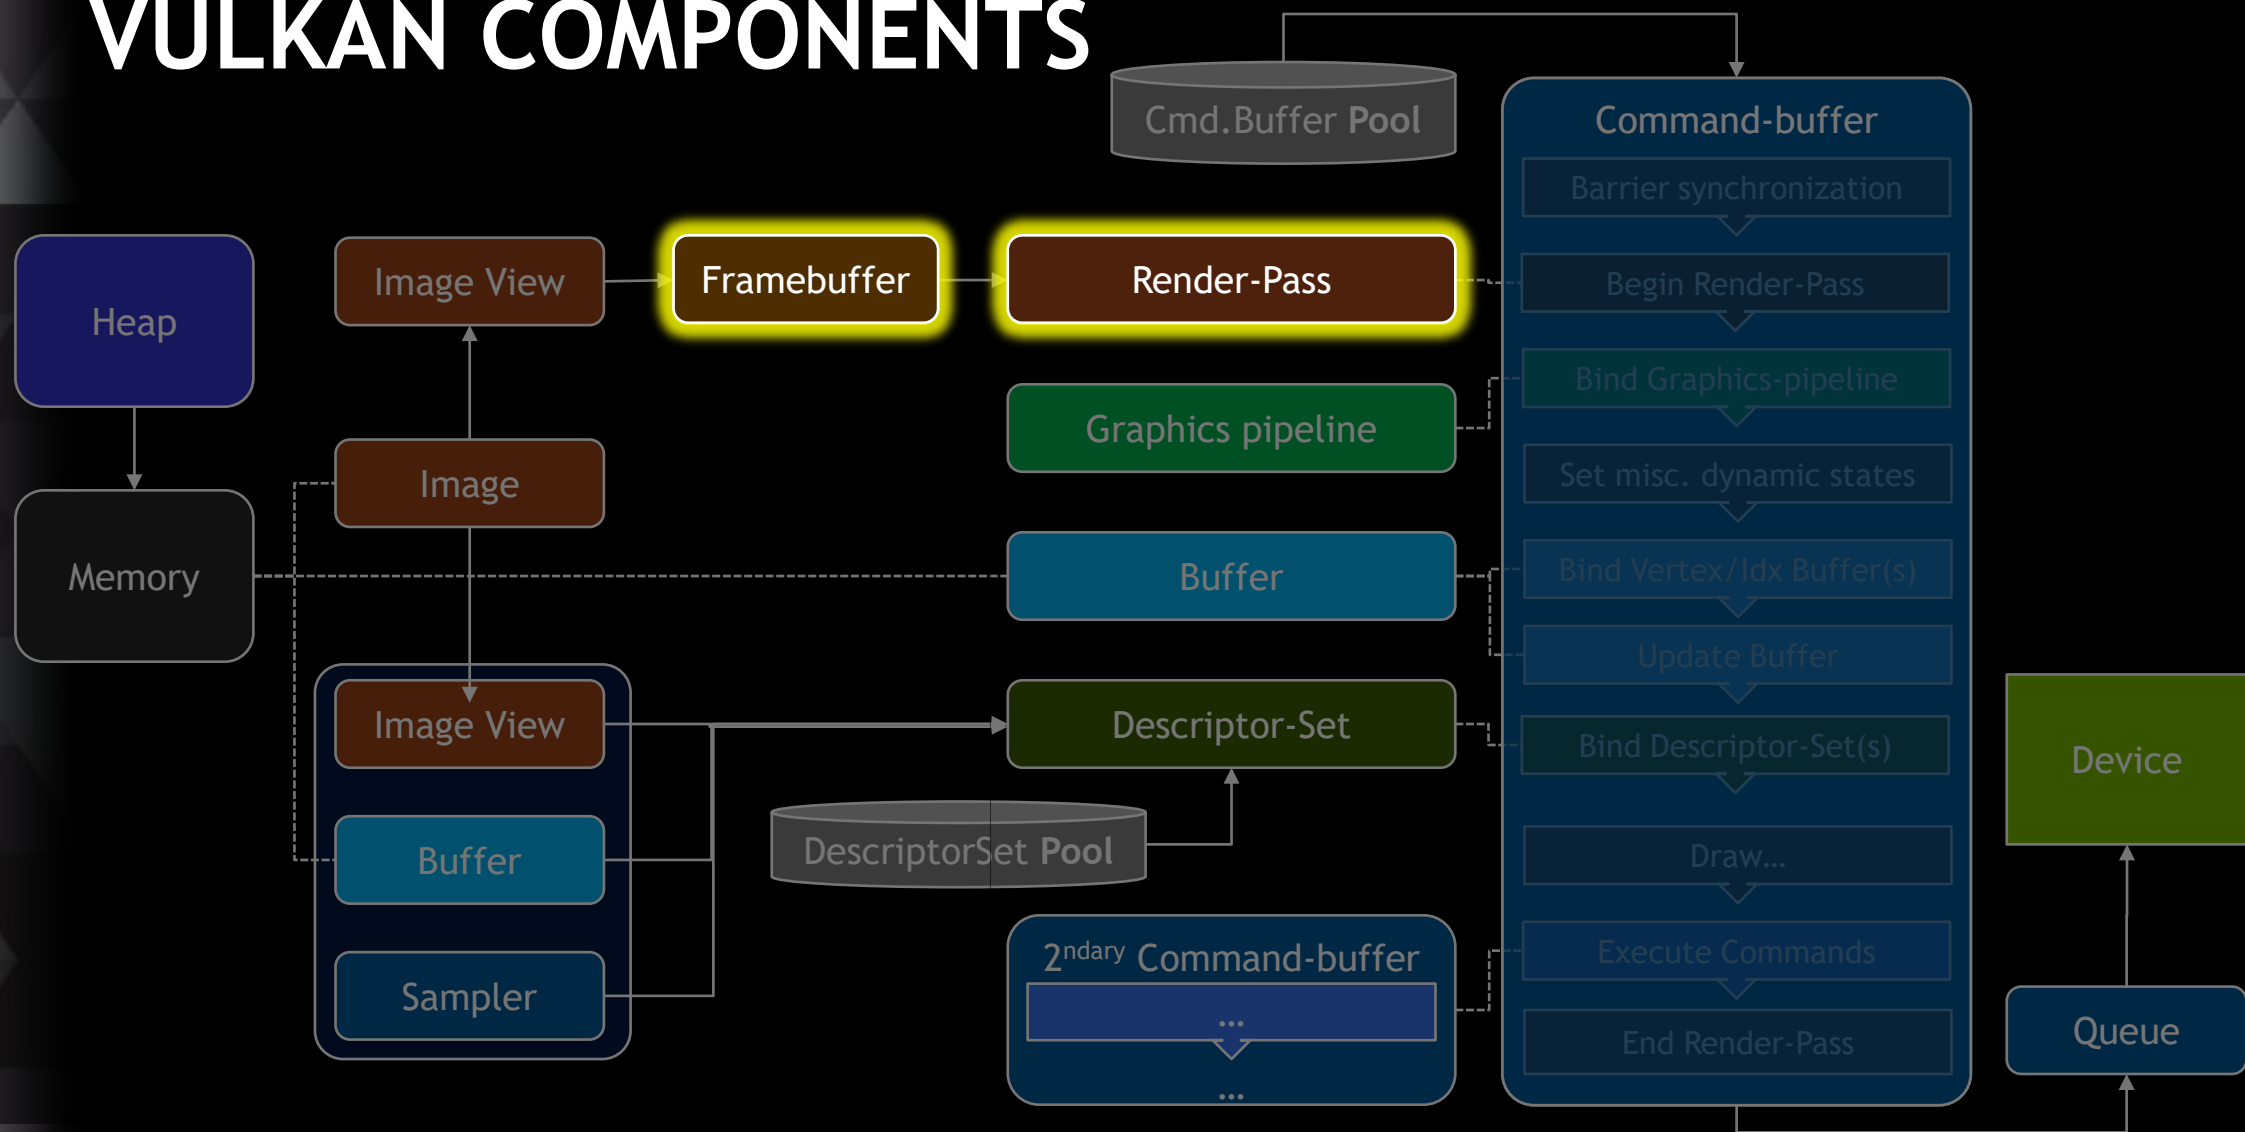 VULKAN COMPONENTS
Cmd.Buffer Pool
Command-buffer
Barrier synchronization
Begin Render-Pass
Bind Graphics-pipeline
Set misc. dynamic states
Bind Vertex/Idx Buffer(s)
Update Buffer
Bind Descriptor-Set(s)
Draw…
Execute Commands
End Render-Pass
Heap
Memory
Image View
Framebuffer
Render-Pass
Image
Graphics pipeline
Buffer
Image View
Buffer
Sampler
Descriptor-Set
DescriptorSet Pool
2ndary Command-buffer
…
…
Device
Queue